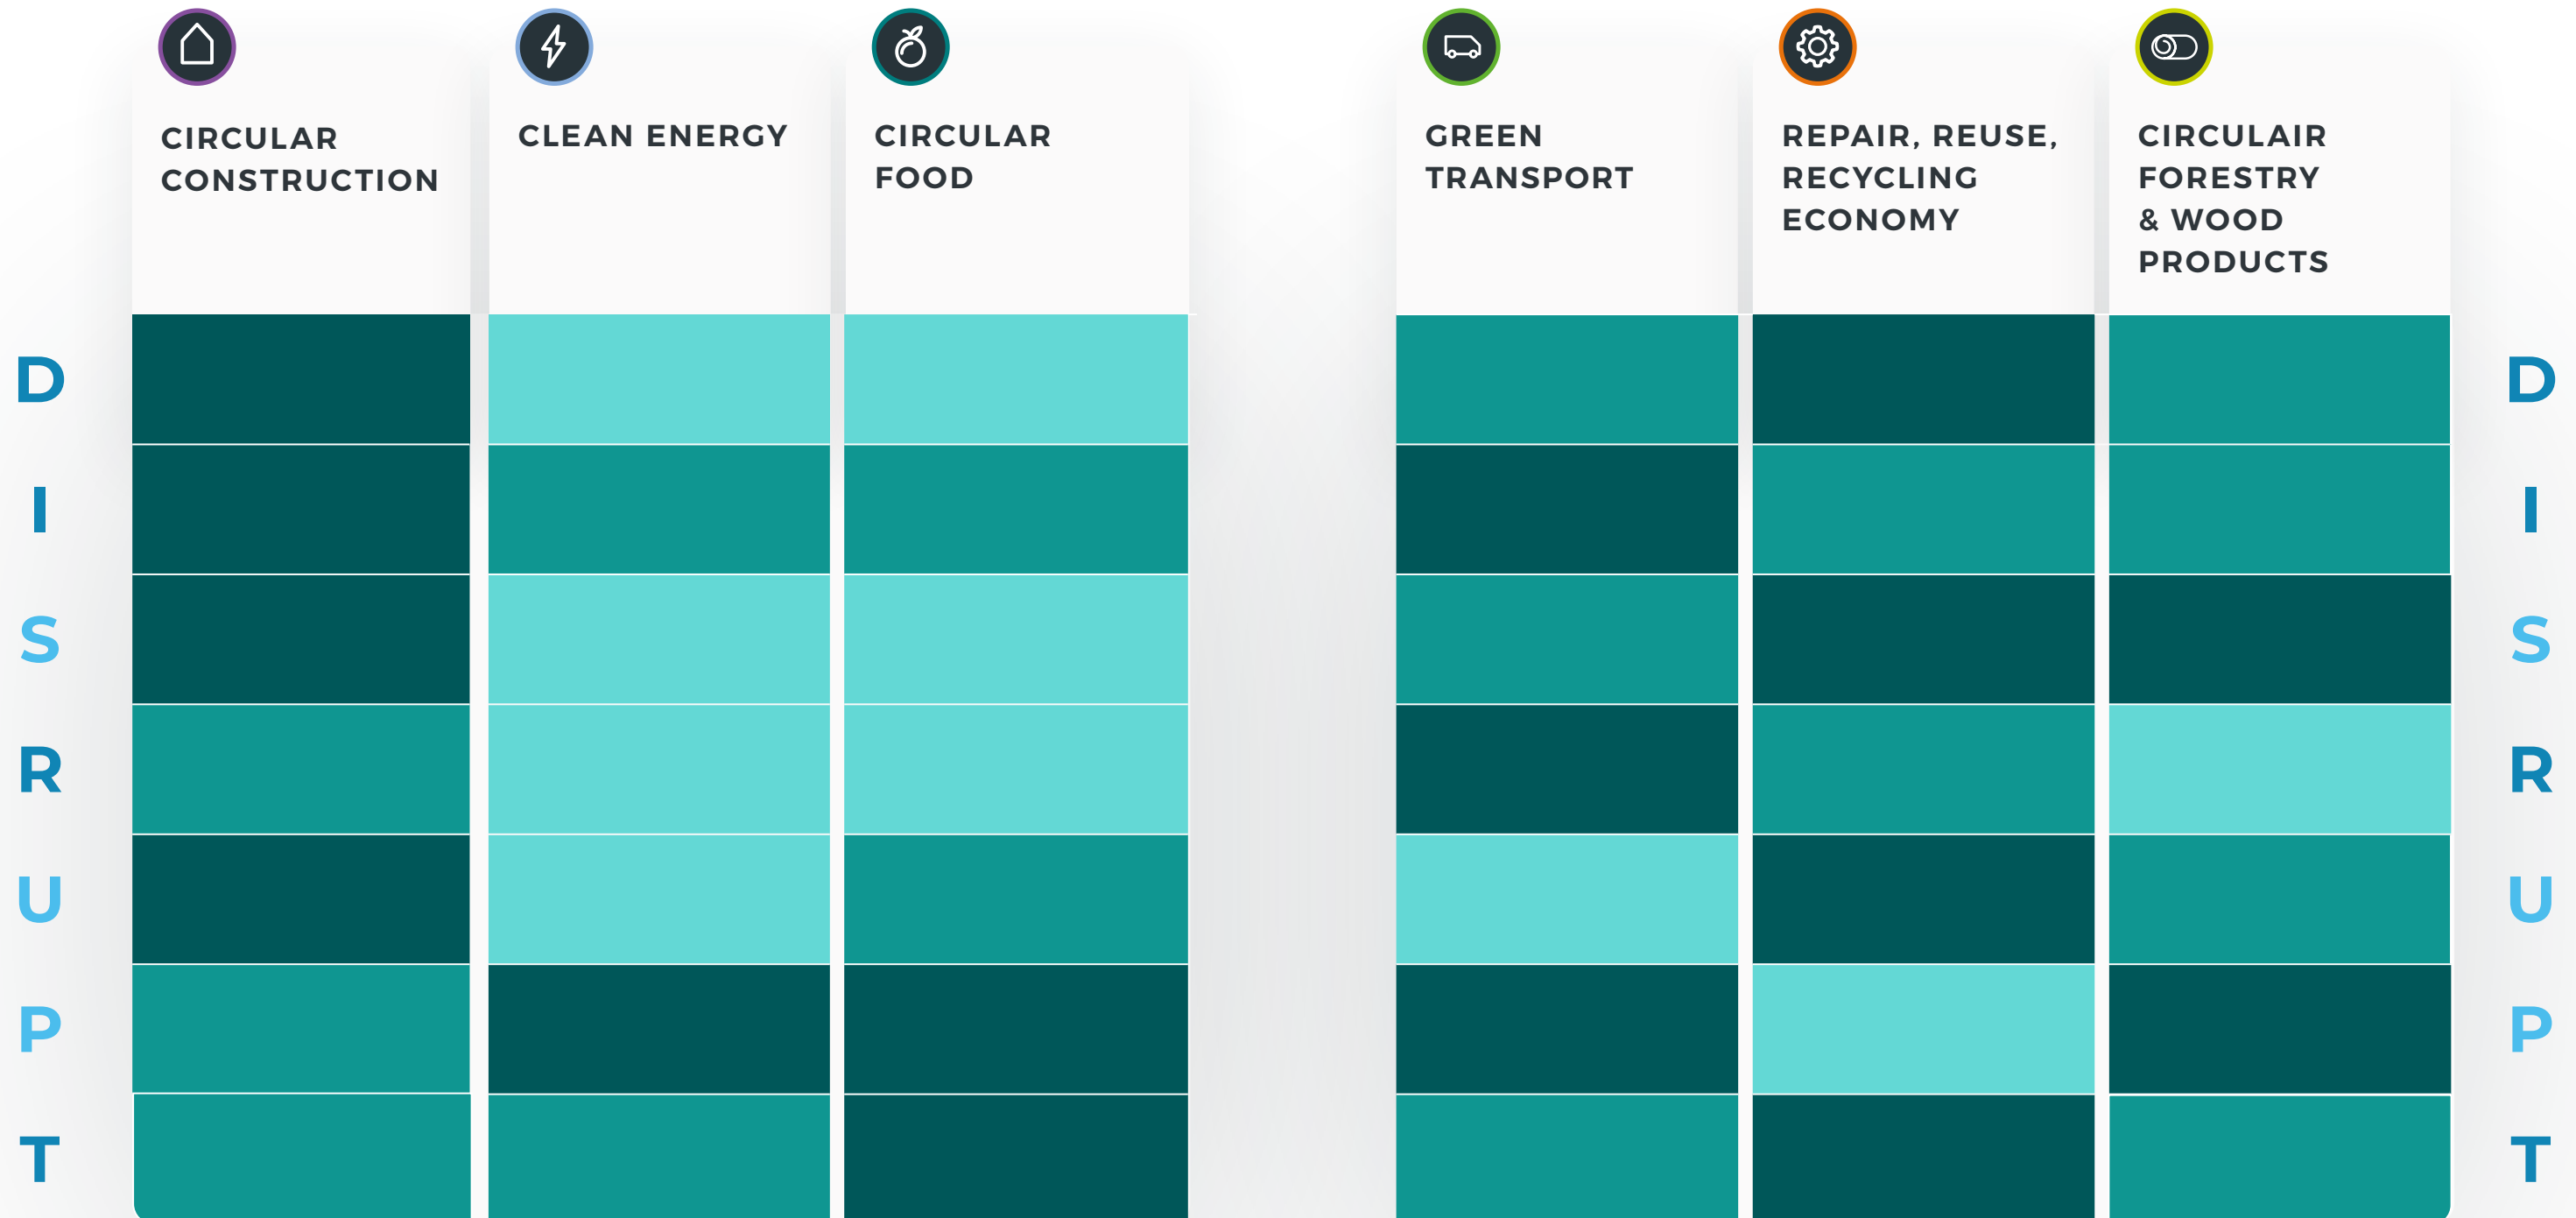 CIRCULAR
CONSTRUCTION
CLEAN ENERGY
CIRCULAR
FOOD
GREEN
TRANSPORT
REPAIR, REUSE,
RECYCLING
ECONOMY
CIRCULAIR
FORESTRY
& WOOD
PRODUCTS
D
I
S
R
U
P
T
D
I
S
R
U
P
T